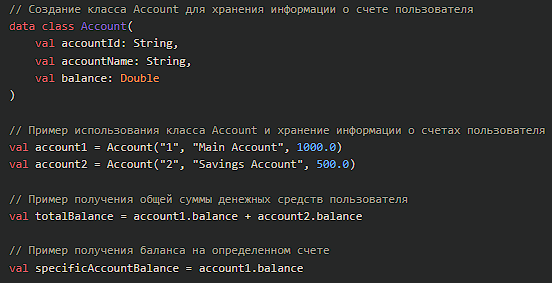 // Создание класса Account для хранения информации о счете пользователя
data class Account(
    val accountId: String,
    val accountName: String,
    val balance: Double
)
// Пример использования класса Account и хранение информации о счетах пользователя
val account1 = Account("1", "Main Account", 1000.0)
val account2 = Account("2", "Savings Account", 500.0)
// Пример получения общей суммы денежных средств пользователя
val totalBalance = account1.balance + account2.balance
// Пример получения баланса на определенном счете
val specificAccountBalance = account1.balance